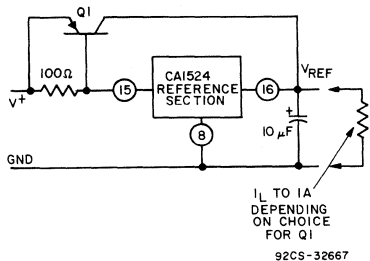 Q1
100Ω
V+
15
CA1524
REFERENCE
SECTION
16
VREF
8
+
10 μF
GND
IL TO 1A
DEPENDING
ON CHOICE
FOR Q1
92CS-32667